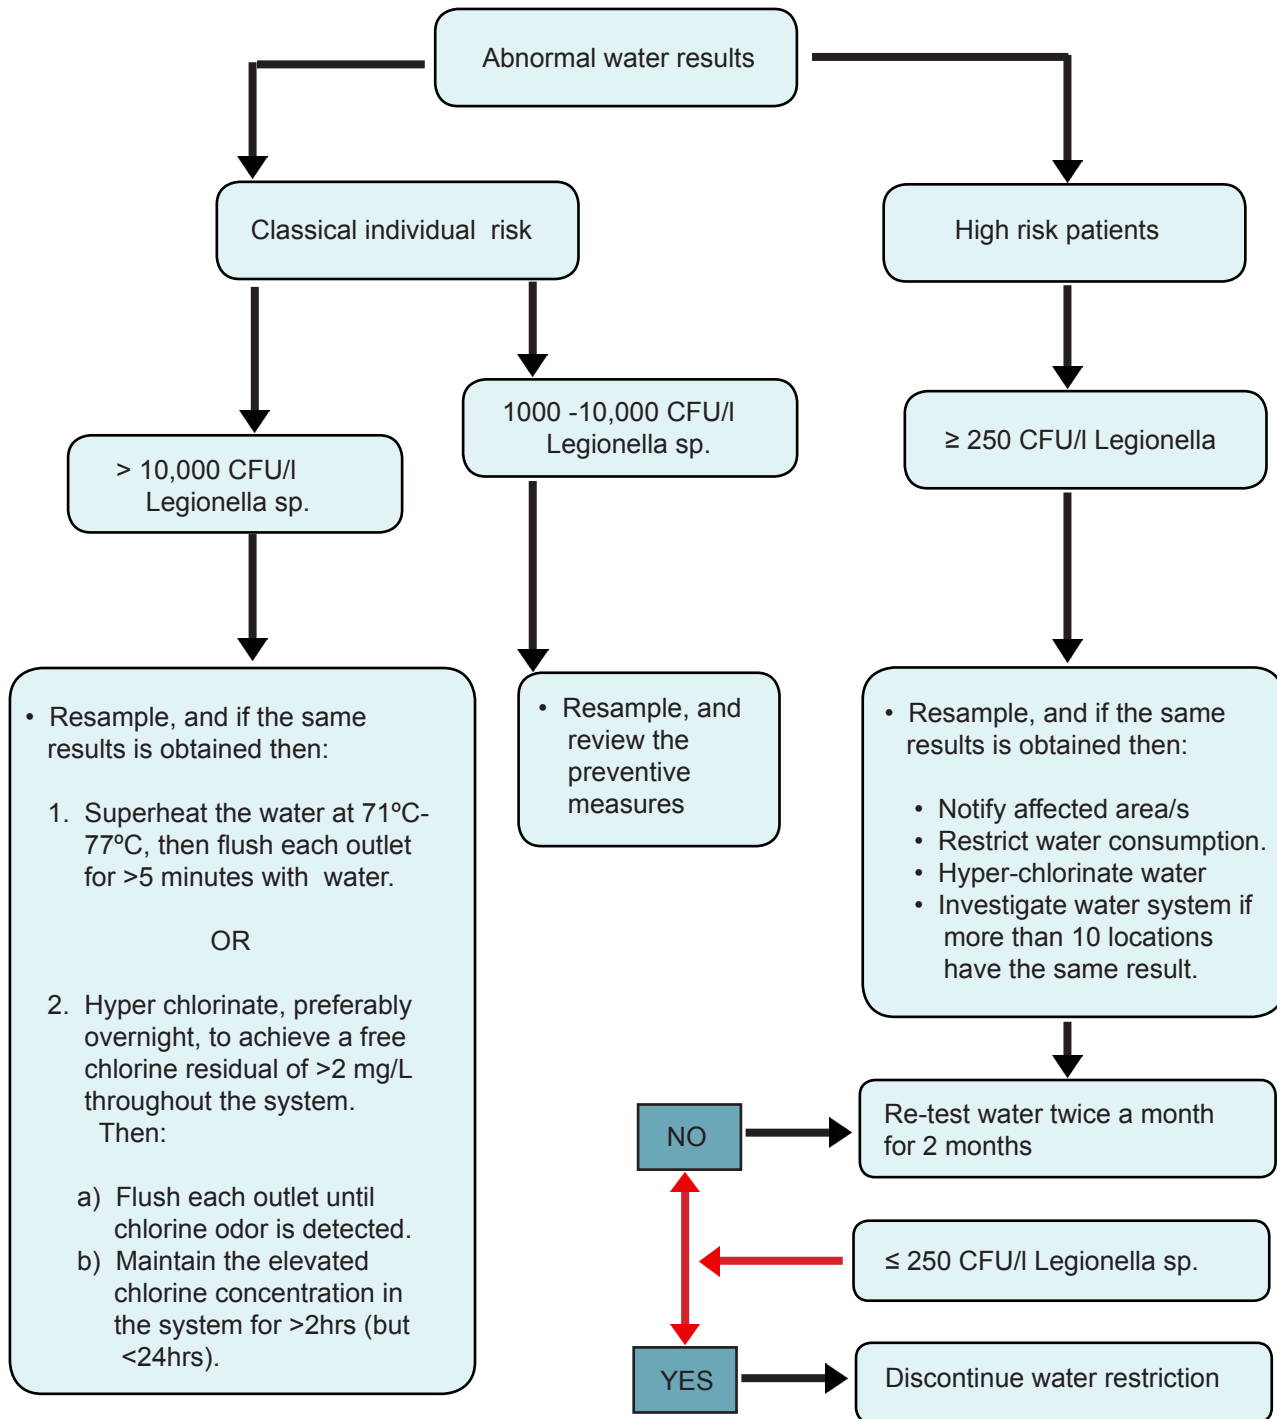 Abnormal water results
Classical individual risk
High risk patients
1000 -10,000 CFU/l
Legionella sp.
≥ 250 CFU/l Legionella
> 10,000 CFU/l
Legionella sp.
• Resample, and if the same
results is obtained then:
1. Superheat the water at 71ºC-
77ºC, then flush each outlet
for >5 minutes with water.
OR
2. Hyper chlorinate, preferably
overnight, to achieve a free
chlorine residual of >2 mg/L
throughout the system.
Then:
a) Flush each outlet until
chlorine odor is detected.
b) Maintain the elevated
chlorine concentration in
the system for >2hrs (but
<24hrs).
• Resample, and
review the
preventive
measures
• Resample, and if the same
results is obtained then:
• Notify affected area/s
• Restrict water consumption.
• Hyper-chlorinate water
• Investigate water system if
more than 10 locations
have the same result.
NO
Re-test water twice a month
for 2 months
≤ 250 CFU/l Legionella sp.
YES
Discontinue water restriction